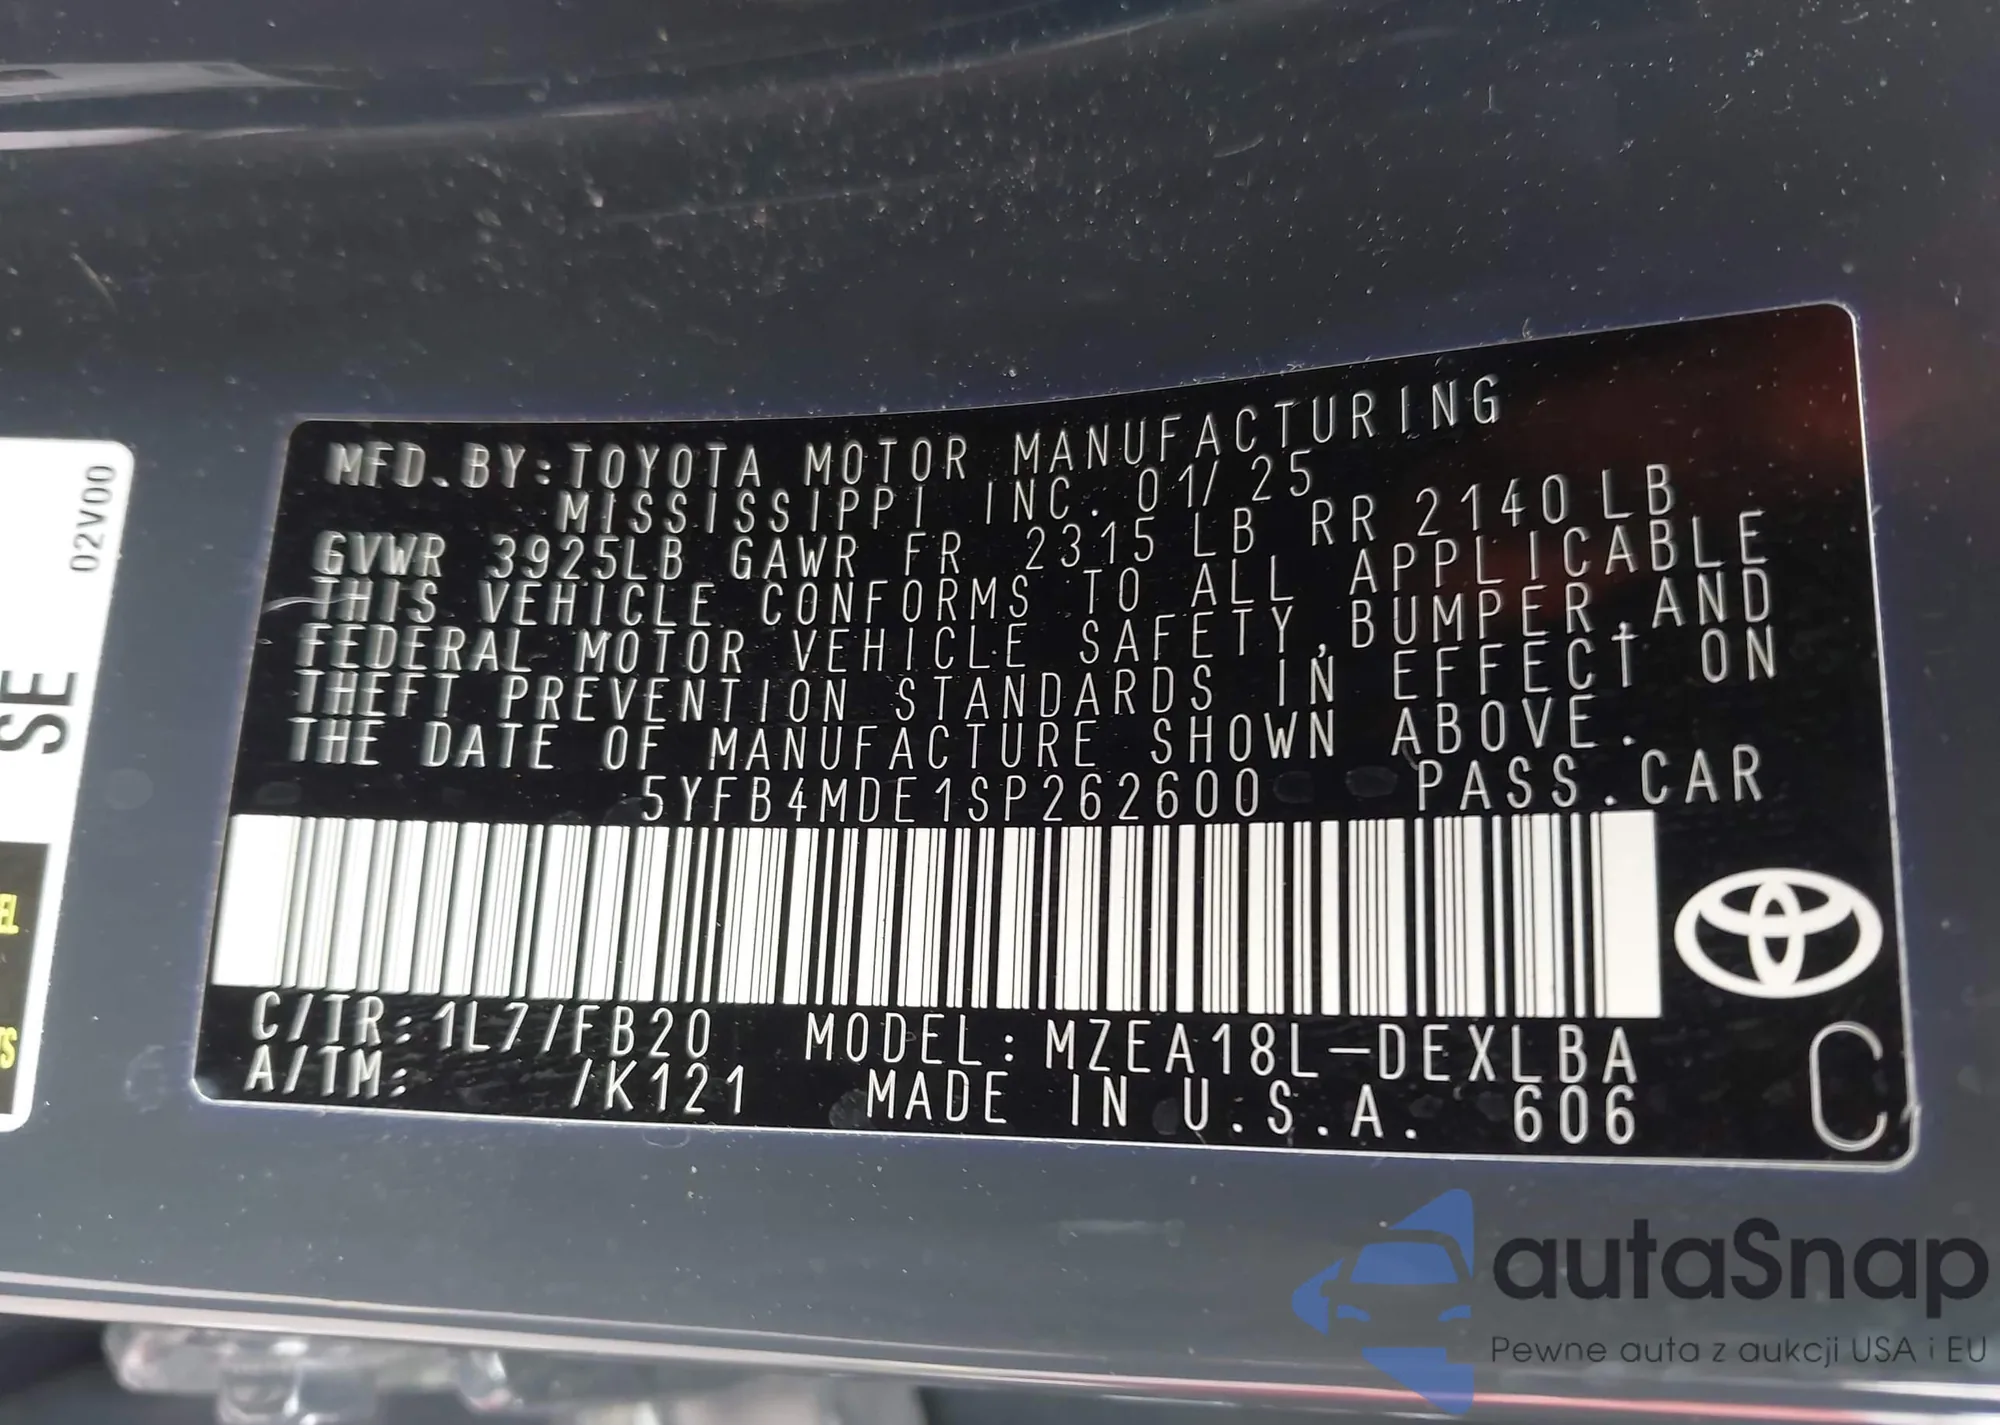 02V00
SE
EL
TS
MFD.BY:TOYOTA MOTOR MANUFACTURING
MISSISSIPPI INC. 01/25
GVWR 3925LB GAWR FR 2315 LB RR 2140 LB
THIS VEHICLE CONFORMS TO ALL APPLICABLE
FEDERAL MOTOR VEHICLE SAFETY,BUMPER,AND
THEFT PREVENTION STANDARDS IN EFFECT ON
THE DATE OF MANUFACTURE SHOWN ABOVE.
5YFB4MDE1SP262600 PASS.CAR
C/TR:1L7/FB20 MODEL:MZEA18L-DEXLBA
A/TM: /K121 MADE IN U.S.A. 606
C
autaSnap
Pewne auta z aukcji USA i EU